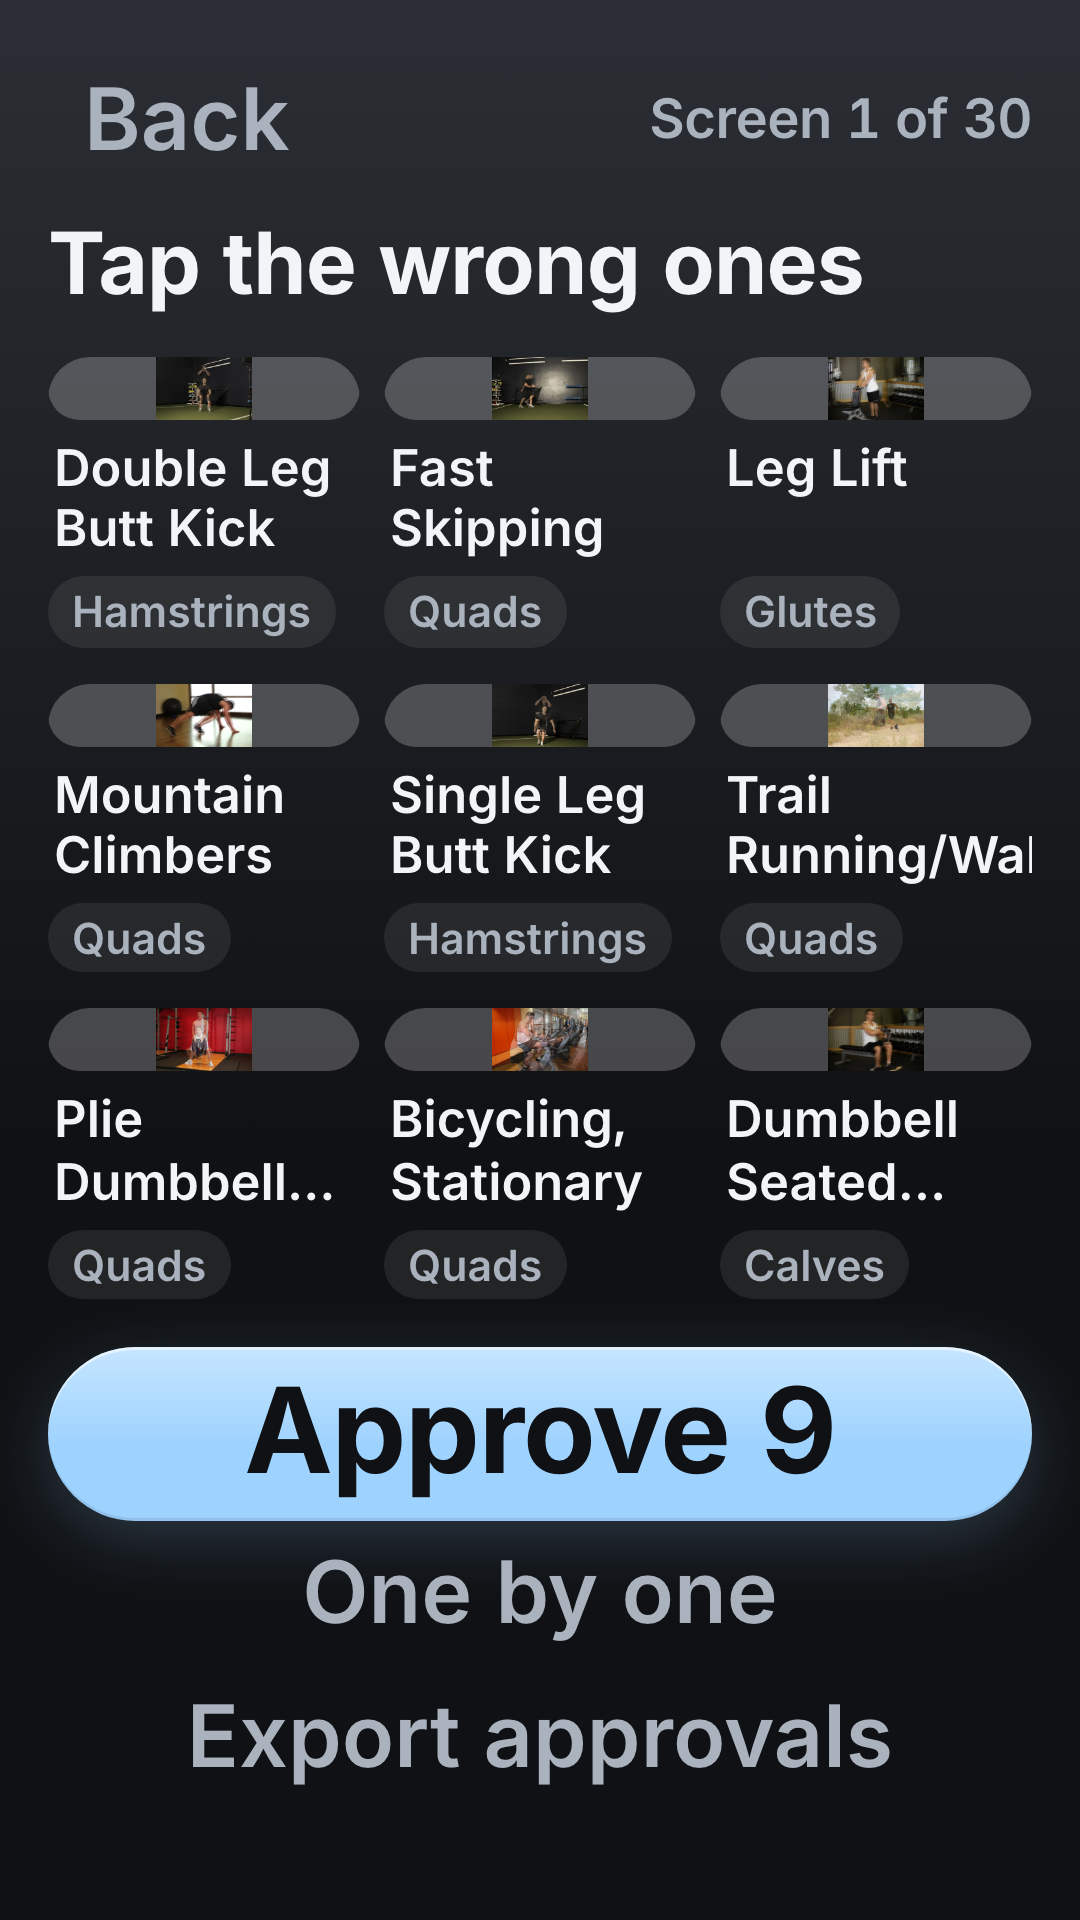 Back
Screen 1 of 30
Tap the wrong ones
Double Leg
Butt Kick
Hamstrings
Fast
Skipping
Quads
Leg Lift
Glutes
Mountain
Climbers
Quads
Single Leg
Butt Kick
Hamstrings
Trail
Running/Wal
Quads
Plie
Dumbbell...
Quads
Bicycling,
Stationary
Quads
Dumbbell
Seated...
Calves
Approve 9
One by one
Export approvals